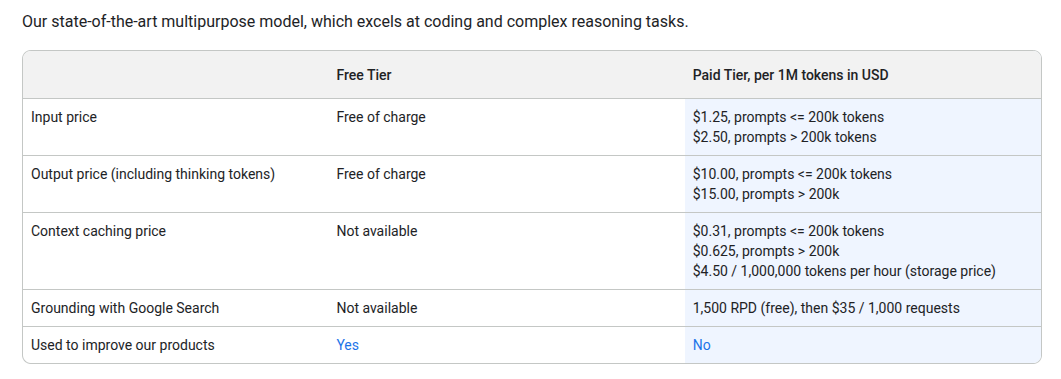 Our state-of-the-art multipurpose model, which excels at coding and complex reasoning tasks.
Free Tier
Paid Tier, per 1M tokens in USD
Input price
Free of charge
$1.25, prompts <= 200k tokens
$2.50, prompts > 200k tokens
Output price (including thinking tokens)
Free of charge
$10.00, prompts <= 200k tokens
$15.00, prompts > 200k
Context caching price
Not available
$0.31, prompts <= 200k tokens
$0.625, prompts > 200k
$4.50 / 1,000,000 tokens per hour (storage price)
Grounding with Google Search
Not available
1,500 RPD (free), then $35 / 1,000 requests
Used to improve our products
Yes
No